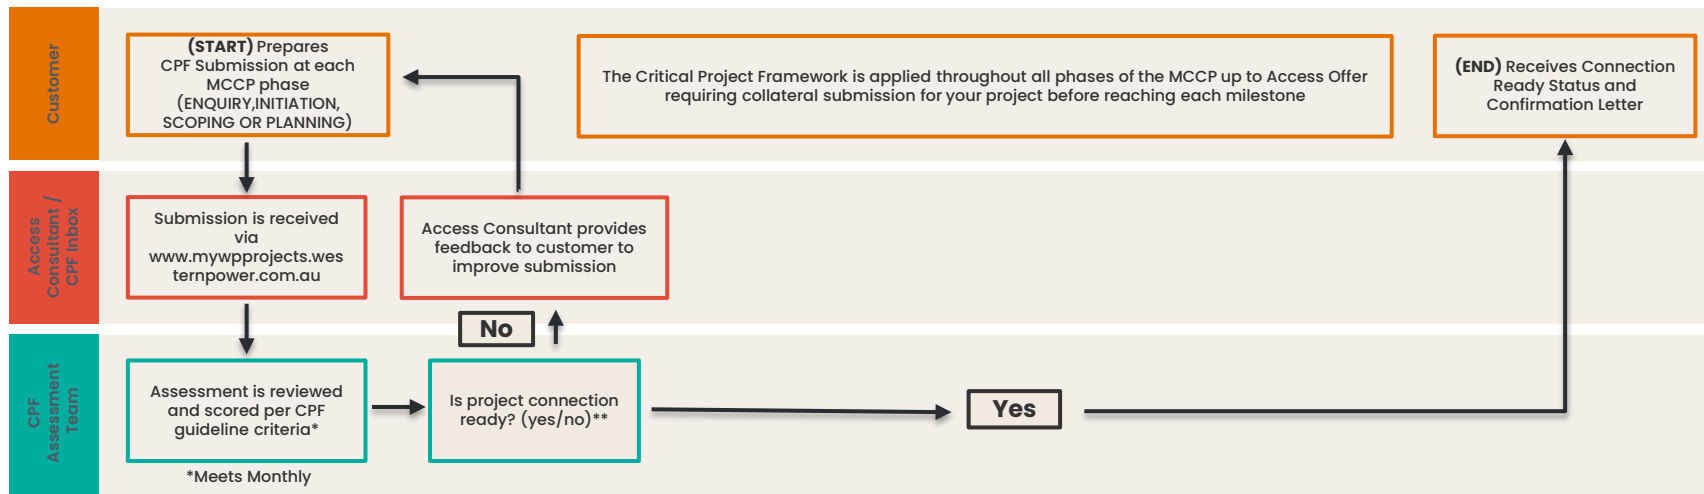 Customer
(START) Prepares
CPF Submission at each
MCCP phase
(ENQUIRY,INITIATION,
SCOPING OR PLANNING)
The Critical Project Framework is applied throughout all phases of the MCCP up to Access Offer
requiring collateral submission for your project before reaching each milestone
(END) Receives Connection
Ready Status and
Confirmation Letter
Access
Consultant /
CPF Inbox
Submission is received
via
www.mywpprojects.wes
ternpower.com.au
Access Consultant provides
feedback to customer to
improve submission
No
CPF
Assessment
Team
Assessment is reviewed
and scored per CPF
guideline criteria*
*Meets Monthly
Is project connection
ready? (yes/no)**
Yes